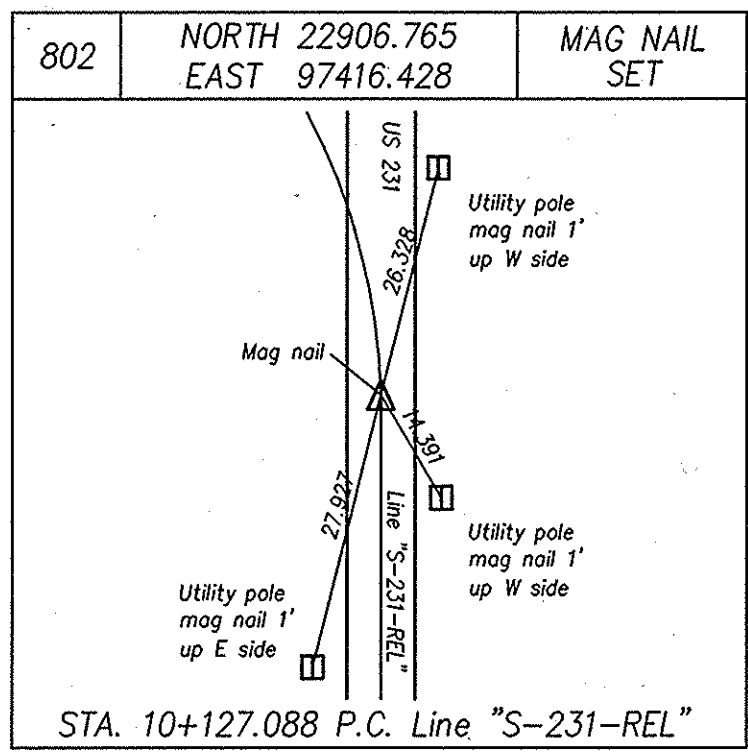 802
NORTH 22906.765
EAST 97416.428
MAG NAIL
SET
US 231
Utility pole
mag nail 1'
up W side
26.328
Mag nail
14.391
27.927
Line "S-231-REL"
Utility pole
mag nail 1'
up W side
Utility pole
mag nail 1'
up E side
STA. 10+127.088 P.C. Line "S-231-REL"